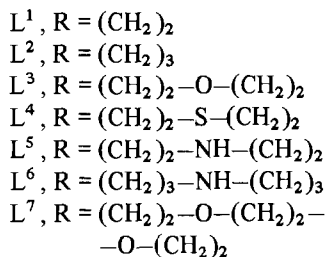 L¹, R = (CH₂)₂
L², R = (CH₂)₃
L³, R = (CH₂)₂–O–(CH₂)₂
L⁴, R = (CH₂)₂–S–(CH₂)₂
L⁵, R = (CH₂)₂–NH–(CH₂)₂
L⁶, R = (CH₂)₃–NH–(CH₂)₃
L⁷, R = (CH₂)₂–O–(CH₂)₂–
–O–(CH₂)₂